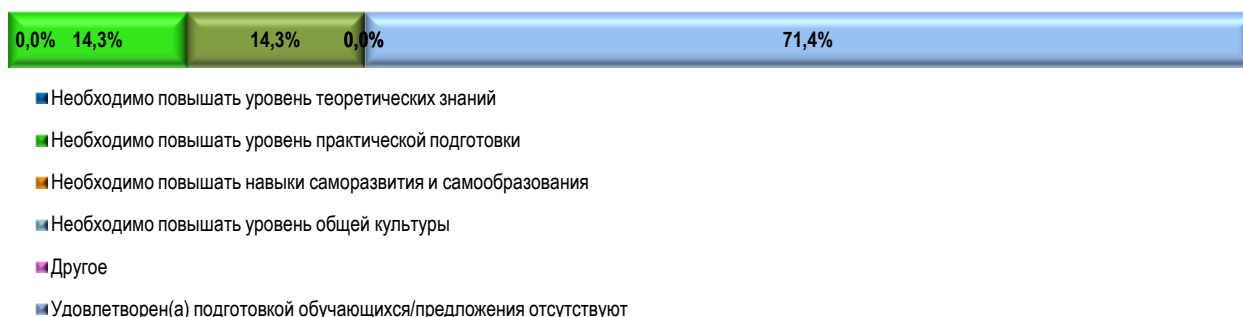 0,0% 14,3% 14,3% 0,0% 71,4%
Необходимо повышать уровень теоретических знаний
Необходимо повышать уровень практической подготовки
Необходимо повышать навыки саморазвития и самообразования
Необходимо повышать уровень общей культуры
Другое
Удовлетворен(а) подготовкой обучающихся/предложения отсутствуют